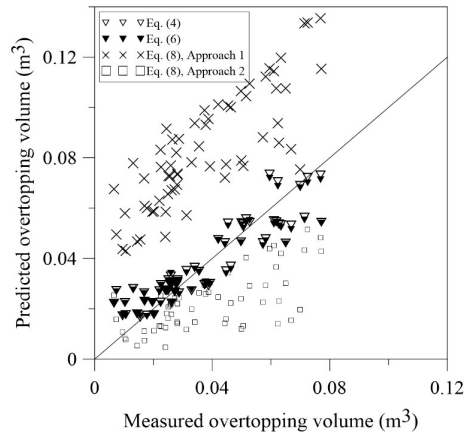 ▽ ▽ ▽ Eq. (4)
▼ ▼ ▼ Eq. (6)
× × × Eq. (8), Approach 1
□ □ □ Eq. (8), Approach 2
0.12
0.08
0.04
0
0 0.04 0.08 0.12
Predicted overtopping volume (m³)
Measured overtopping volume (m³)